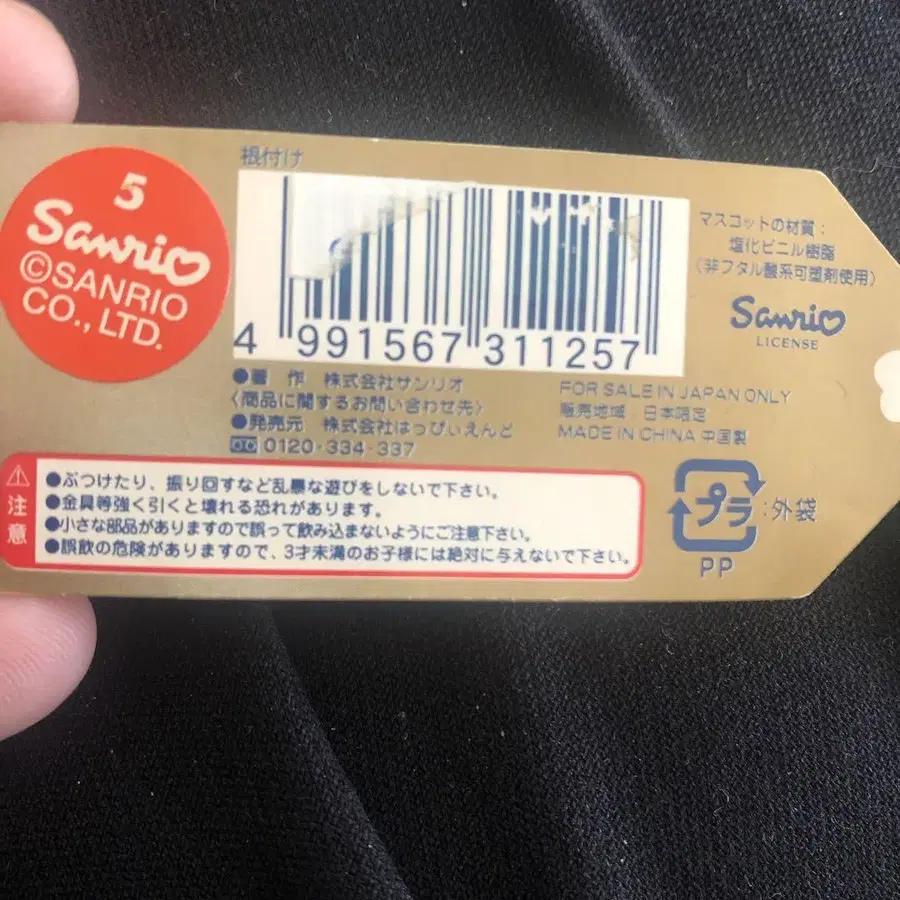 5
Sanrio
©SANRIO
CO., LTD.
根付け
4 991567 311257
●著 作 株式会社サンリオ
〈商品に関するお問い合わせ先〉
●発売元 株式会社はっぴぃえんど
0120-334-337
マスコットの材質:
塩化ビニル樹脂
(非フタル酸系可塑剤使用)
Sanrio
LICENSE
FOR SALE IN JAPAN ONLY
販売地域:日本限定
MADE IN CHINA 中国製
注意
●ぶつけたり、振り回すなど乱暴な遊びをしないで下さい。
●金具等強く引くと壊れる恐れがあります。
●小さな部品がありますので誤って飲み込まないようにご注意下さい。
●誤飲の危険がありますので、3才未満のお子様には絶対に与えないで下さい。
プラ:外袋
PP